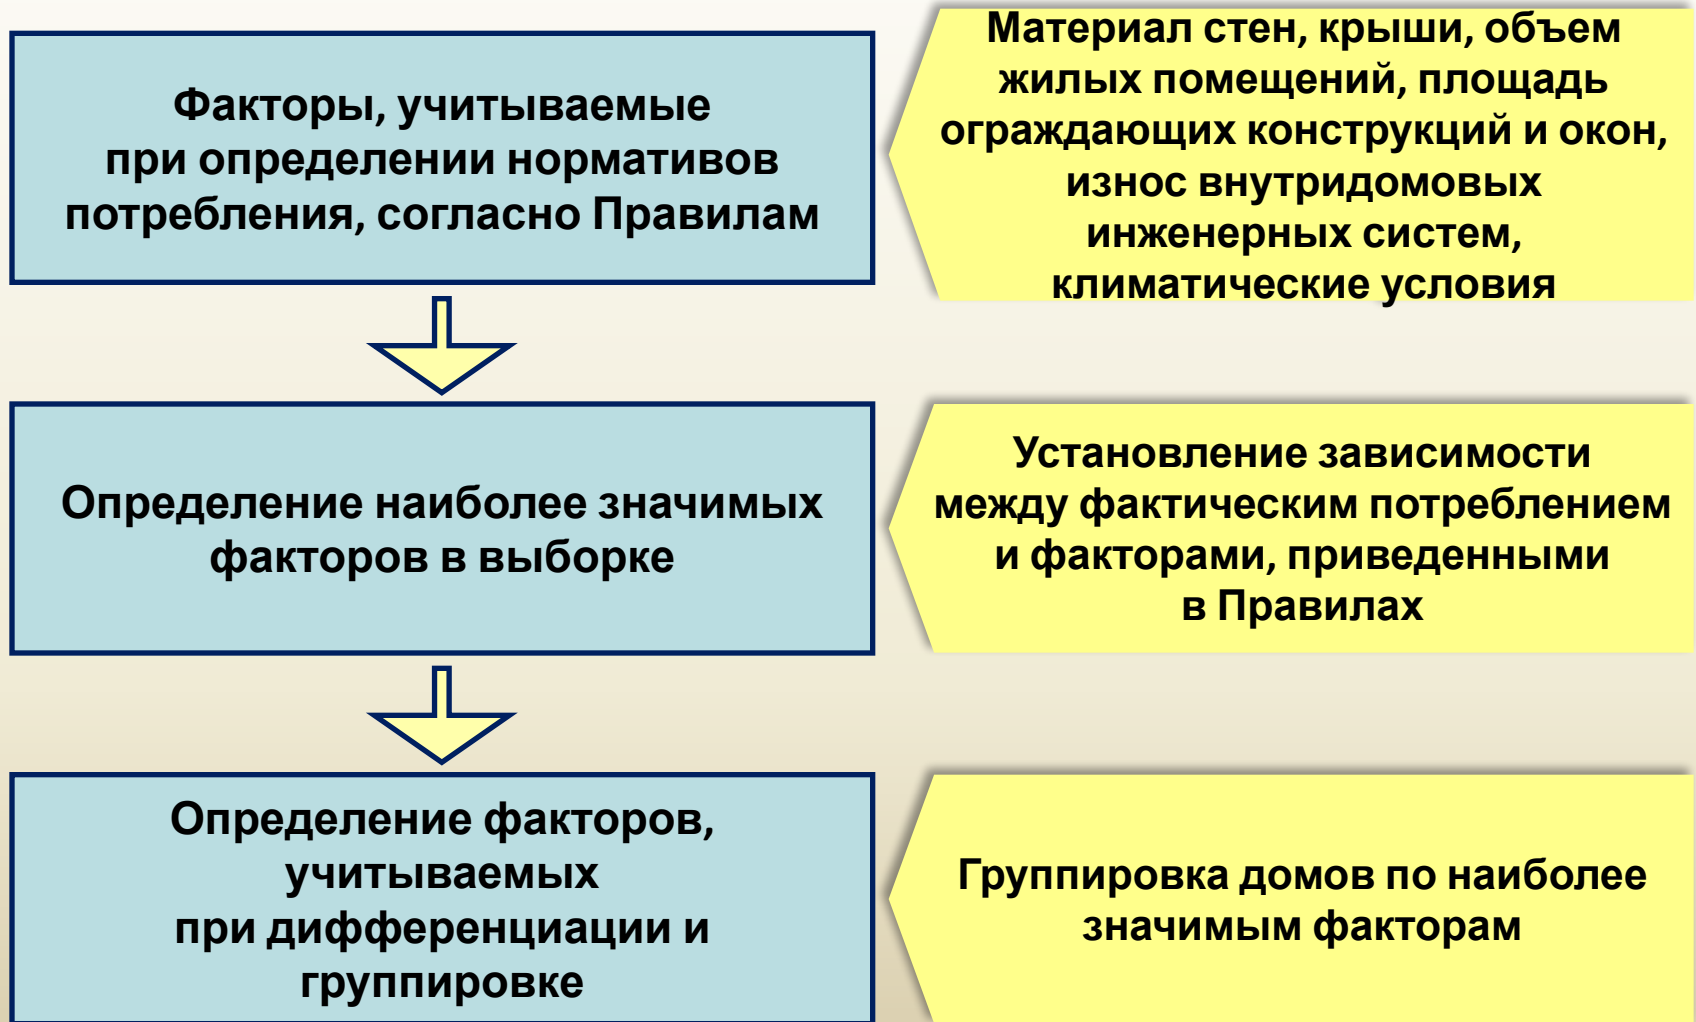 Факторы, учитываемые
при определении нормативов
потребления, согласно Правилам
Материал стен, крыши, объем
жилых помещений, площадь
ограждающих конструкций и окон,
износ внутридомовых
инженерных систем,
климатические условия
Определение наиболее значимых
факторов в выборке
Установление зависимости
между фактическим потреблением
и факторами, приведенными
в Правилах
Определение факторов,
учитываемых
при дифференциации и
группировке
Группировка домов по наиболее
значимым факторам